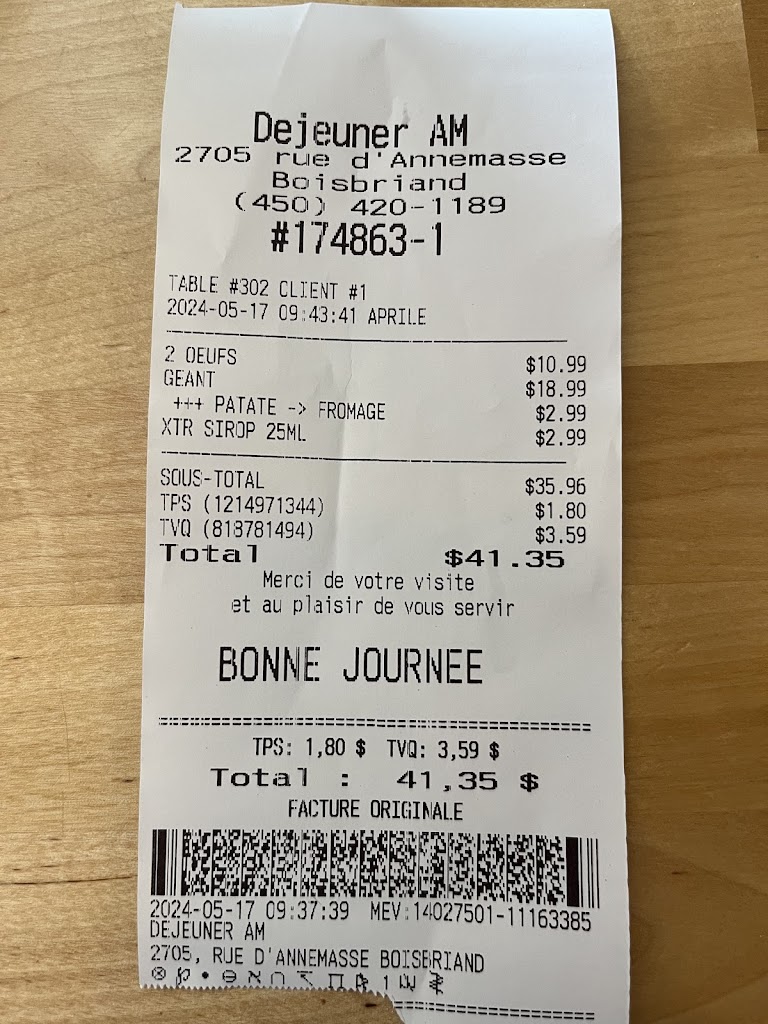 Dejeuner AM
2705 rue d'Annemasse
Boisbriand
(450) 420-1189
#174863-1
TABLE #302 CLIENT #1
2024-05-17 09:43:41 APRILE
2 OEUFS $10.99
GEANT $18.99
+++ PATATE -> FROMAGE $2.99
XTR SIROP 25ML $2.99
SOUS-TOTAL $35.96
TPS (1214971344) $1.80
TVQ (818781494) $3.59
Total $41.35
Merci de votre visite
et au plaisir de vous servir
BONNE JOURNEE
TPS: 1,80 $ TVQ: 3,59 $
Total : 41,35 $
FACTURE ORIGINALE
2024-05-17 09:37:39 MEV:14027501-11163385
DEJEUNER AM
2705, RUE D'ANNEMASSE BOISBRIAND